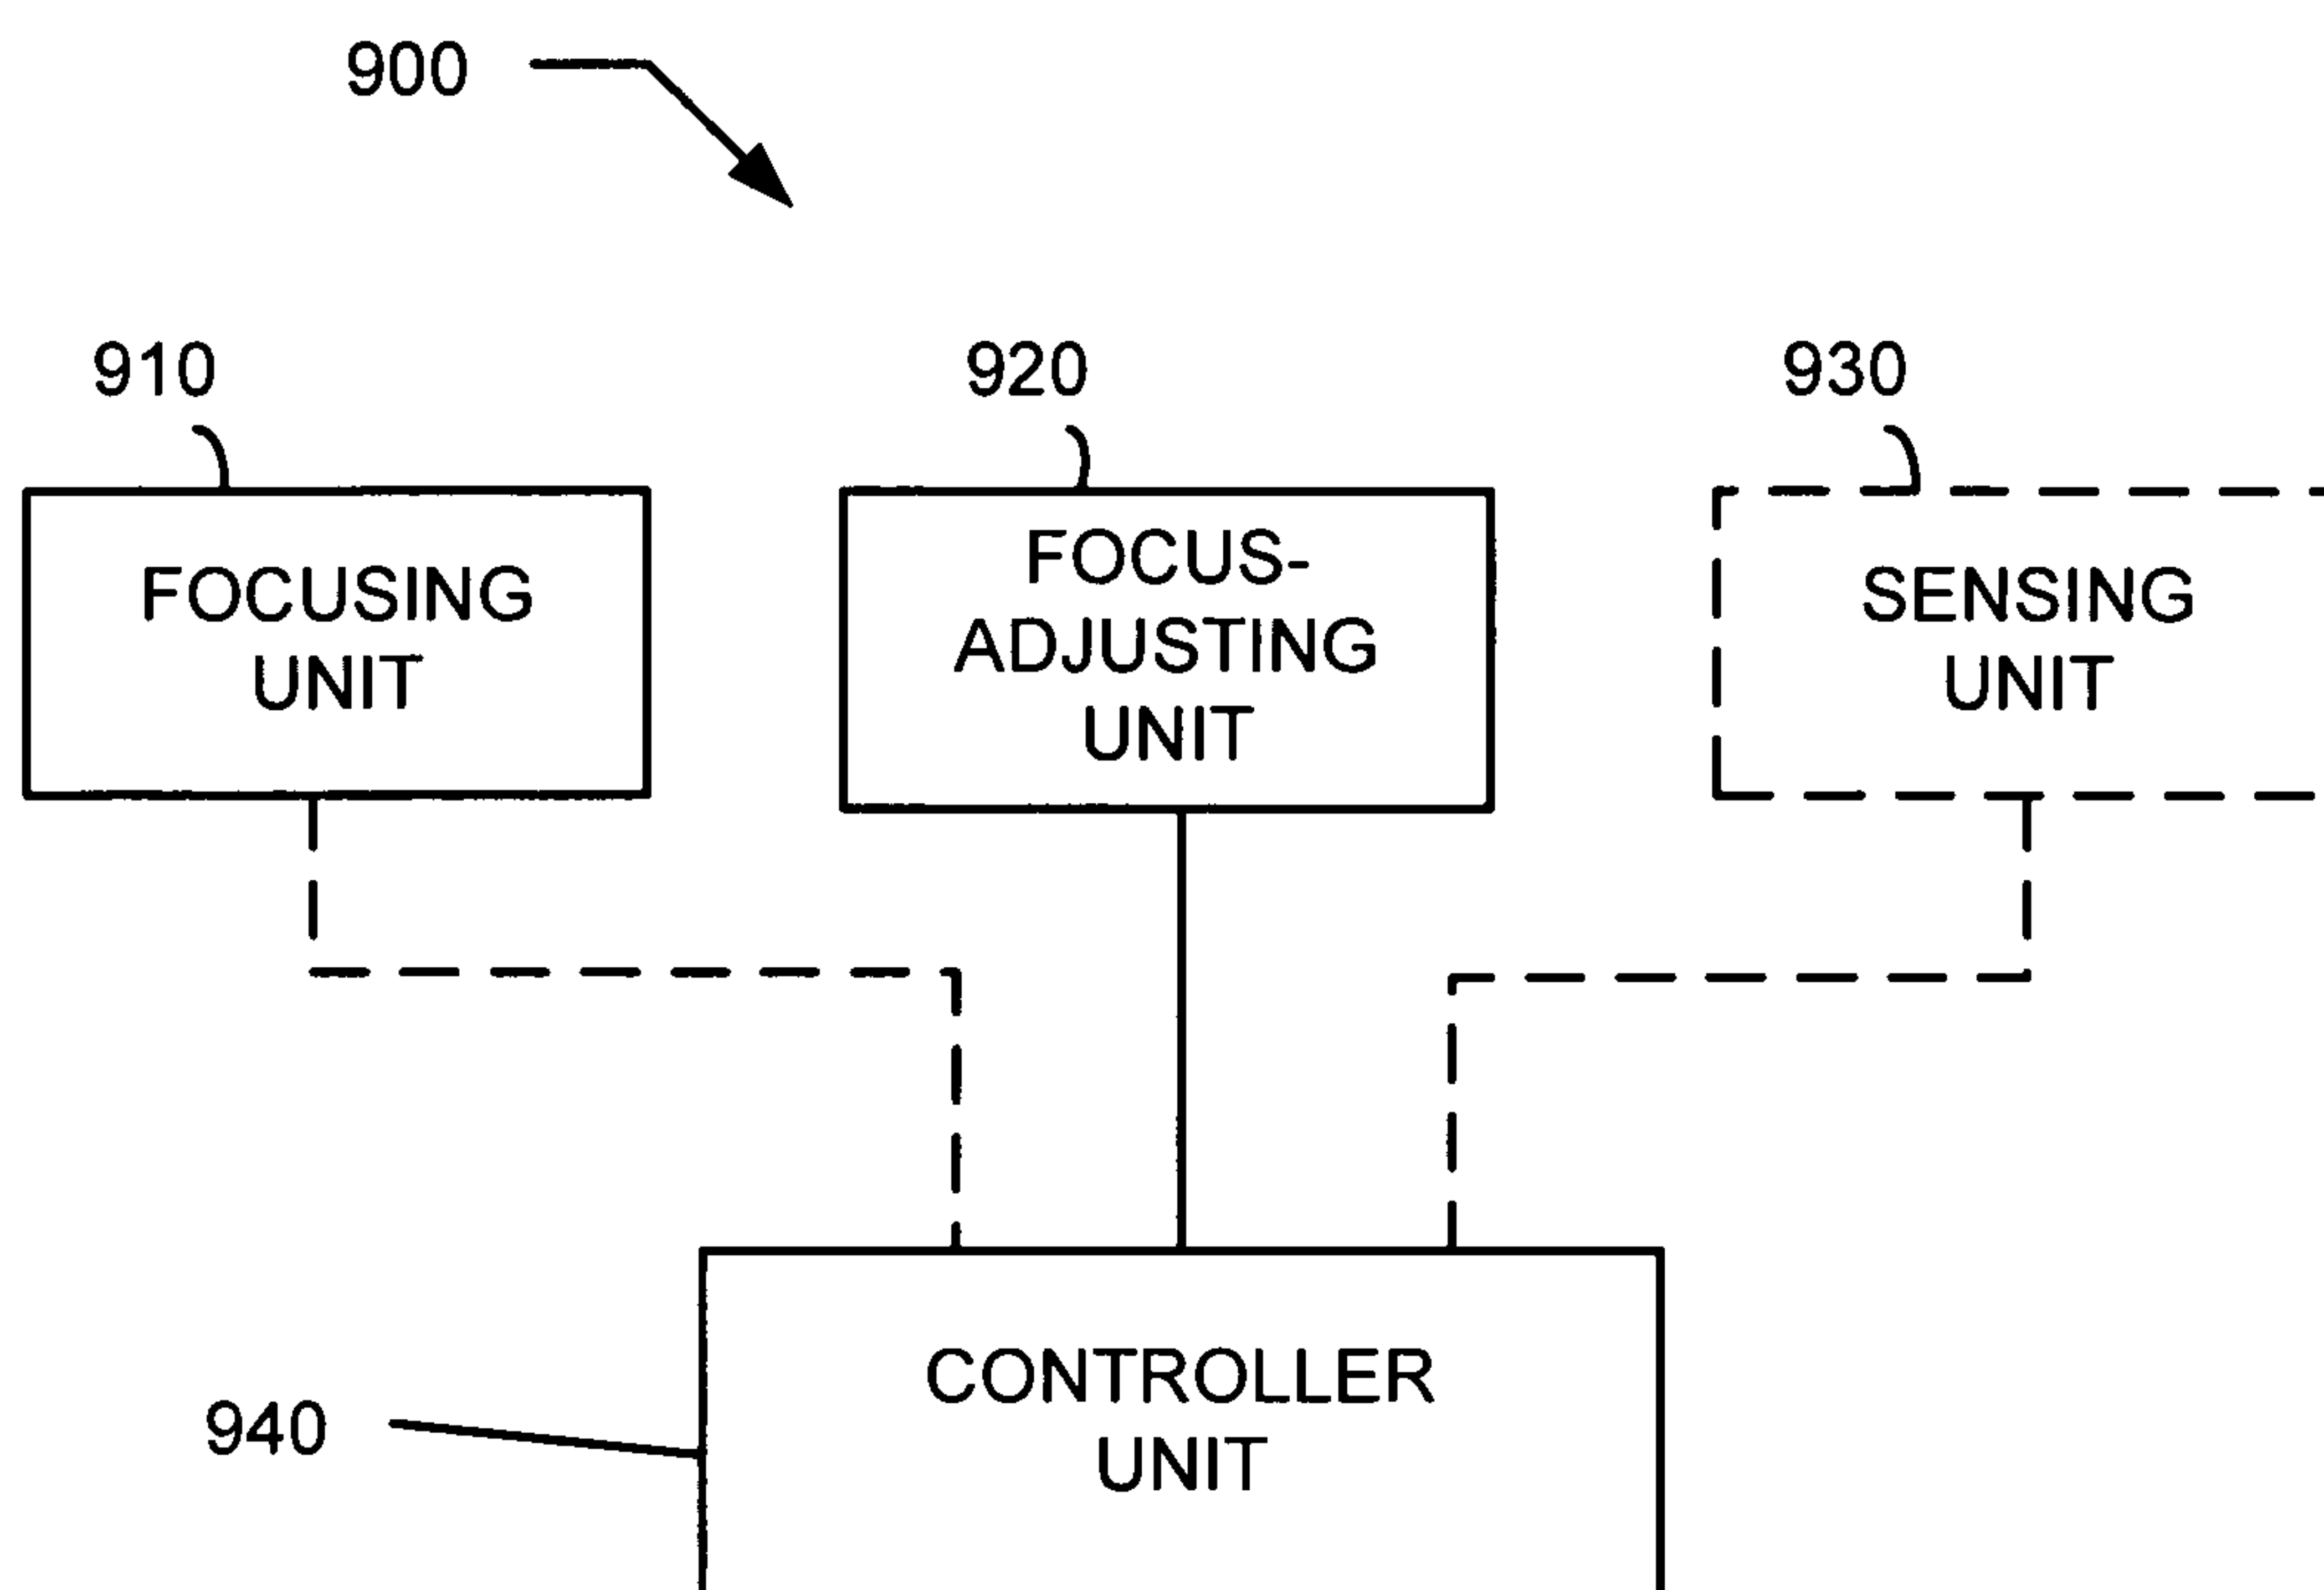 900
910
920
930
FOCUSING
UNIT
FOCUS-
ADJUSTING
UNIT
SENSING
UNIT
CONTROLLER
UNIT
940